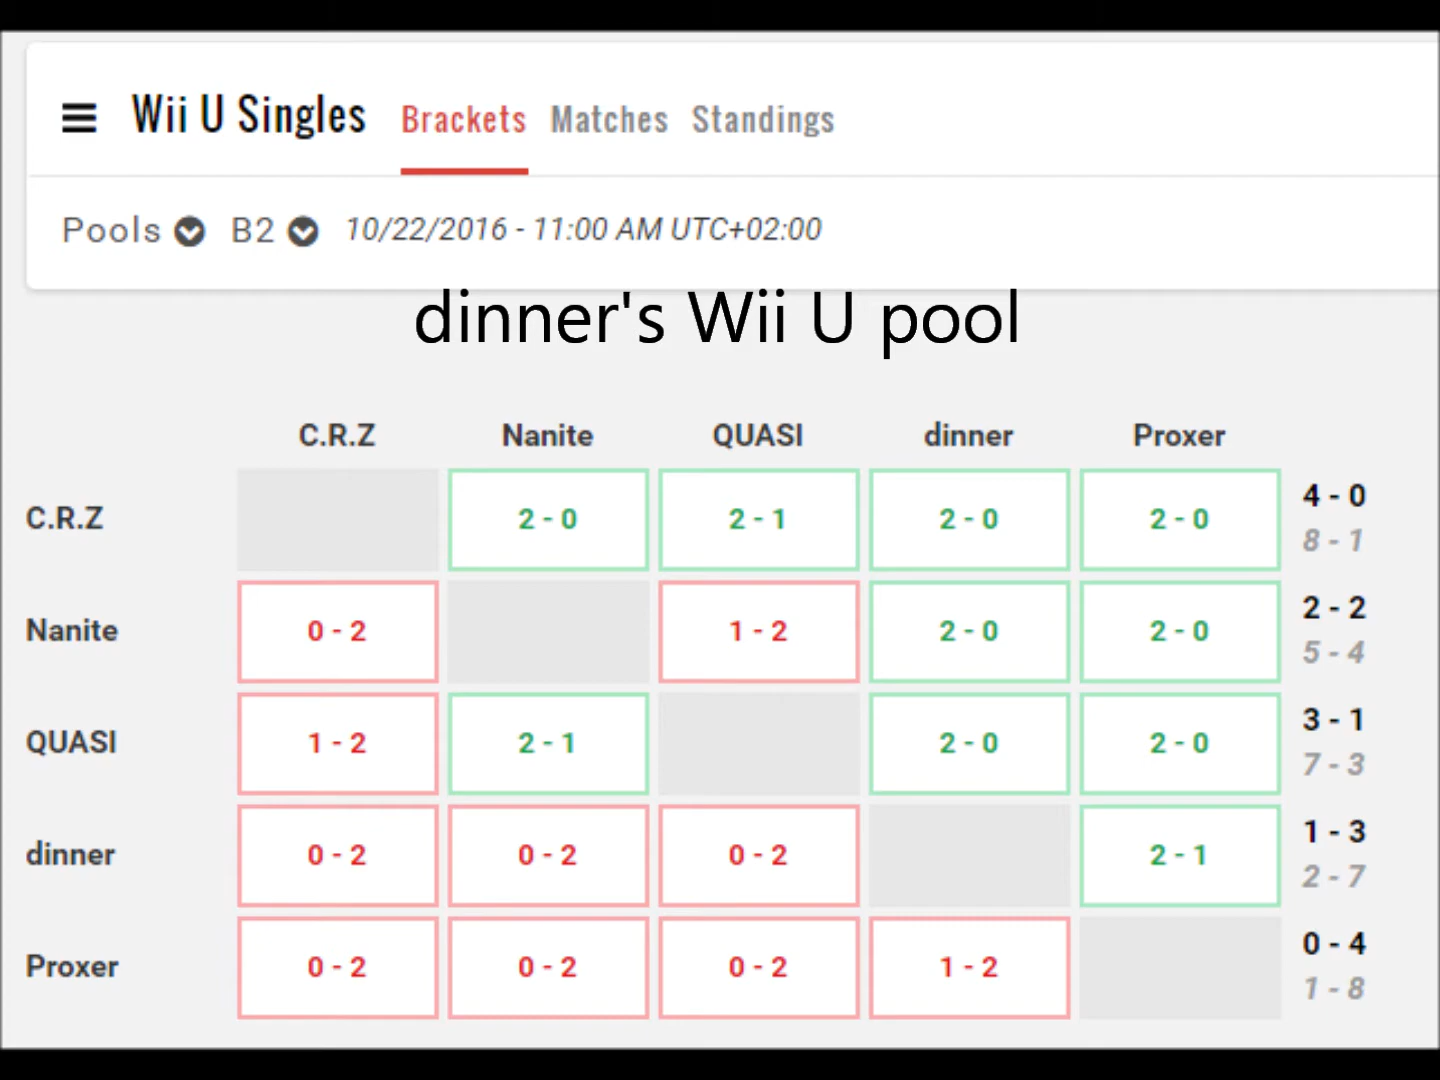 Wii U Singles Brackets Matches Standings
Pools B2 10/22/2016 - 11:00 AM UTC+02:00
dinner's Wii U pool
C.R.Z Nanite QUASI dinner Proxer
C.R.Z 2 - 0 2 - 1 2 - 0 2 - 0 4 - 0
8 - 1
Nanite 0 - 2 1 - 2 2 - 0 2 - 0 2 - 2
5 - 4
QUASI 1 - 2 2 - 1 2 - 0 2 - 0 3 - 1
7 - 3
dinner 0 - 2 0 - 2 0 - 2 2 - 1 1 - 3
2 - 7
Proxer 0 - 2 0 - 2 0 - 2 1 - 2 0 - 4
1 - 8